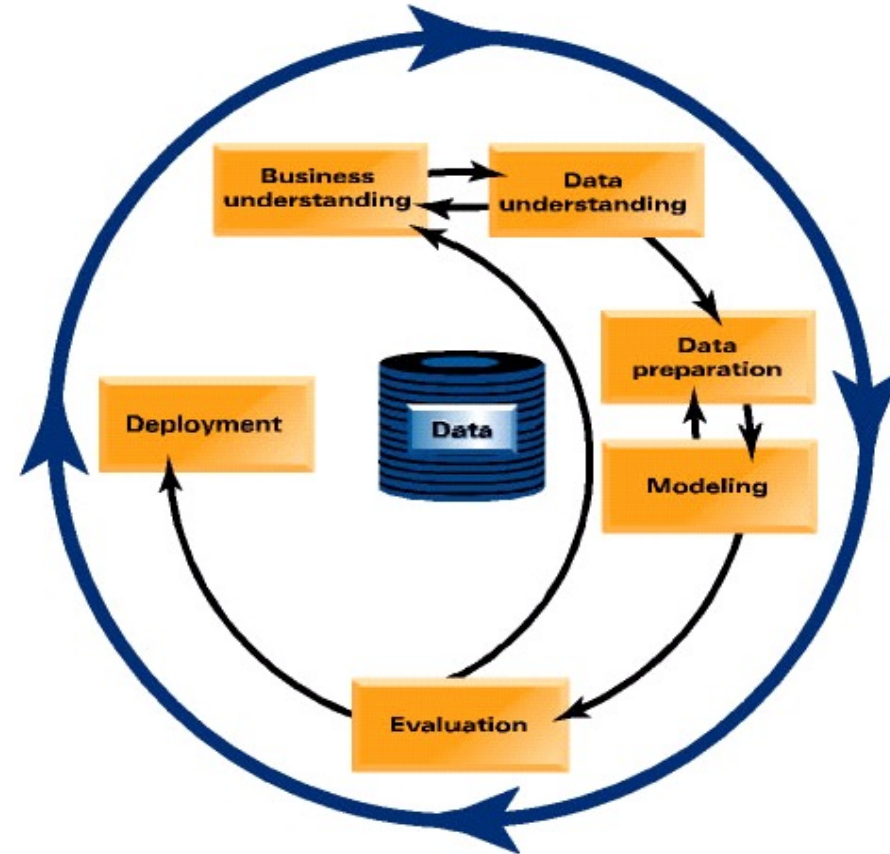 Business
understanding
Data
understanding
Data
preparation
Modeling
Data
Deployment
Evaluation